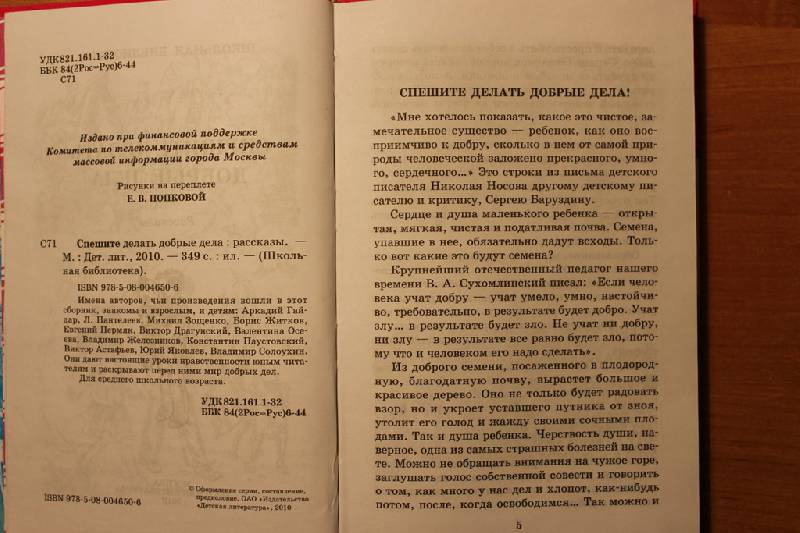 УДК 821.161.1-32
ББК 84(2Рос=Рус)6-44
С71
Издано при финансовой поддержке
Комитета по телекоммуникациям и средствам
массовой информации города Москвы
Рисунки на переплете
Е. В. ПОПКОВОЙ
С71 Спешите делать добрые дела : рассказы. —
М. : Дет. лит., 2010. — 349 с. : ил — (Школь-
ная библиотека).
ISBN 978-5-08-004650-6
Имена авторов, чьи произведения вошли в этот
сборник, знакомы и взрослым, и детям: Аркадий Гай-
дар, Л. Пантелеев, Михаил Зощенко, Борис Житков,
Евгений Пермяк, Виктор Драгунский, Валентина Осе-
ева, Владимир Железников, Константин Паустовский,
Виктор Астафьев, Юрий Яковлев, Владимир Солоухин.
Они дают настоящие уроки нравственности юным чита-
телям и раскрывают перед ними мир добрых дел.
Для среднего школьного возраста.
УДК 821.161.1-32
ББК 84(2Рос=Рус)6-44
ISBN 978-5-08-004650-6
© Оформление серии, составление,
предисловие. ОАО «Издательство
«Детская литература», 2010
СПЕШИТЕ ДЕЛАТЬ ДОБРЫЕ ДЕЛА!
«Мне хотелось показать, какое это чистое, за-
мечательное существо — ребенок, как оно вос-
приимчиво к добру, сколько в нем от самой при-
роды человеческой заложено прекрасного, умно-
го, сердечного...» Это строки из письма детского
писателя Николая Носова другому детскому пи-
сателю и критику, Сергею Баруздину.
Сердце и душа маленького ребенка — откры-
тая, мягкая, чистая и податливая почва. Семена,
упавшие в нее, обязательно дадут всходы. Толь-
ко вот какие это будут семена?
Крупнейший отечественный педагог нашего
времени В. А. Сухомлинский писал: «Если чело-
века учат добру — учат умело, умно, настойчи-
во, требовательно, в результате будет добро. Учат
злу... в результате будет зло. Не учат ни добру,
ни злу — в результате все равно будет зло, пото-
му что и человеком его надо сделать».
Из доброго семени, посаженного в плодород-
ную, благодатную почву, вырастет большое и
красивое дерево. Оно не только будет радовать
взор, но и укроет уставшего путника от зноя,
утолит его голод и жажду своими сочными пло-
дами. Так и душа ребенка. Черствость души, на-
верное, одна из самых страшных болезней на све-
те. Можно не обращать внимания на чужое горе,
заглушать голос собственной совести и говорить
о том, как много у нас дел и хлопот, как-нибудь
потом, после, когда освободимся... Так можно и
5